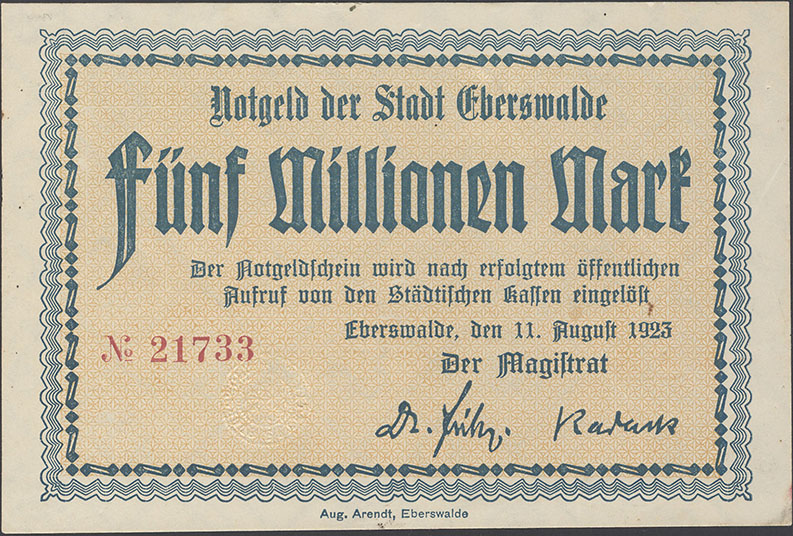 Notgeld der Stadt Eberswalde
Fünf Millionen Mark
Der Notgeldschein wird nach erfolgtem öffentlichen
Aufruf von den Städtischen Kassen eingelöst
Eberswalde, den 11. August 1923
№ 21733
Der Magistrat
Dr.
Aug. Arendt, Eberswalde